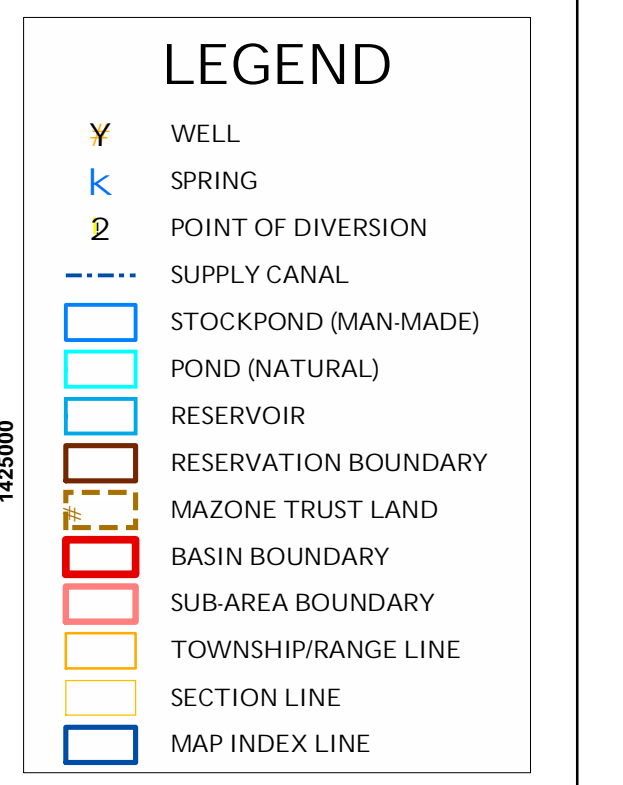 LEGEND
¥ WELL
k SPRING
2 POINT OF DIVERSION
SUPPLY CANAL
STOCKPOND (MAN-MADE)
POND (NATURAL)
RESERVOIR
RESERVATION BOUNDARY
# MAZONE TRUST LAND
BASIN BOUNDARY
SUB-AREA BOUNDARY
TOWNSHIP/RANGE LINE
SECTION LINE
MAP INDEX LINE
1425000